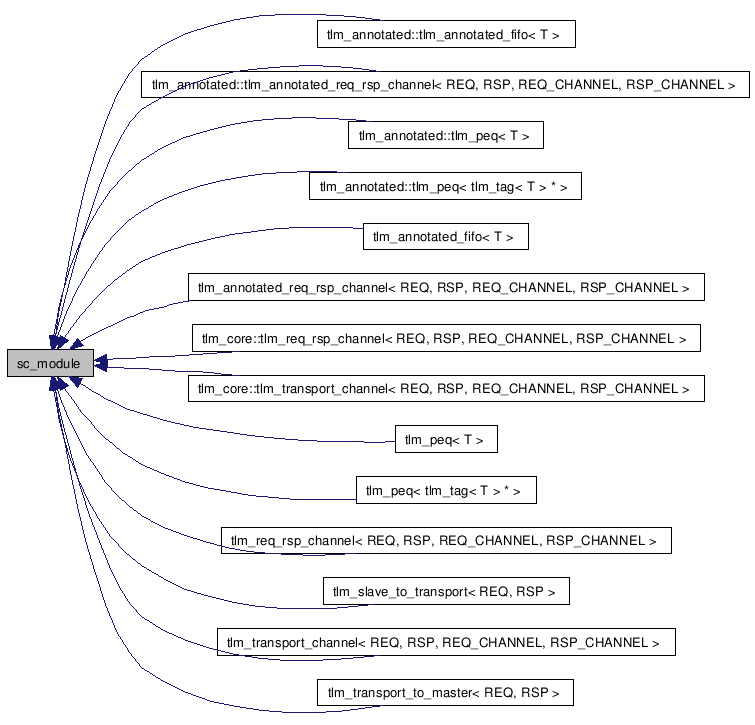 tlm_annotated::tlm_annotated_fifo< T >
tlm_annotated::tlm_annotated_req_rsp_channel< REQ, RSP, REQ_CHANNEL, RSP_CHANNEL >
tlm_annotated::tlm_peq< T >
tlm_annotated::tlm_peq< tlm_tag< T > * >
tlm_annotated_fifo< T >
tlm_annotated_req_rsp_channel< REQ, RSP, REQ_CHANNEL, RSP_CHANNEL >
tlm_core::tlm_req_rsp_channel< REQ, RSP, REQ_CHANNEL, RSP_CHANNEL >
sc_module
tlm_core::tlm_transport_channel< REQ, RSP, REQ_CHANNEL, RSP_CHANNEL >
tlm_peq< T >
tlm_peq< tlm_tag< T > * >
tlm_req_rsp_channel< REQ, RSP, REQ_CHANNEL, RSP_CHANNEL >
tlm_slave_to_transport< REQ, RSP >
tlm_transport_channel< REQ, RSP, REQ_CHANNEL, RSP_CHANNEL >
tlm_transport_to_master< REQ, RSP >